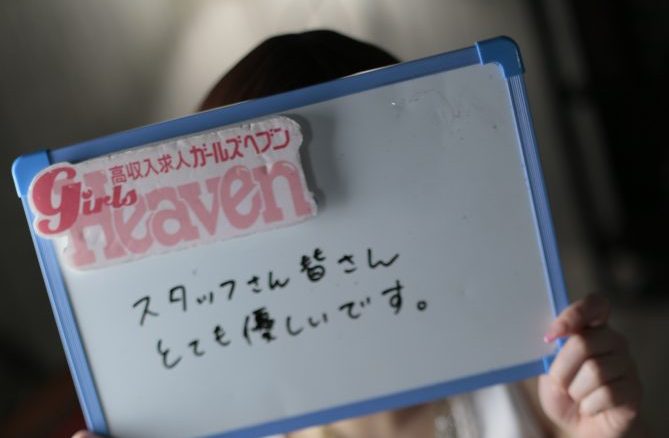 高収入求人ガールズヘブン
girls
Heaven
スタッフさん皆さん
とても優しいです。